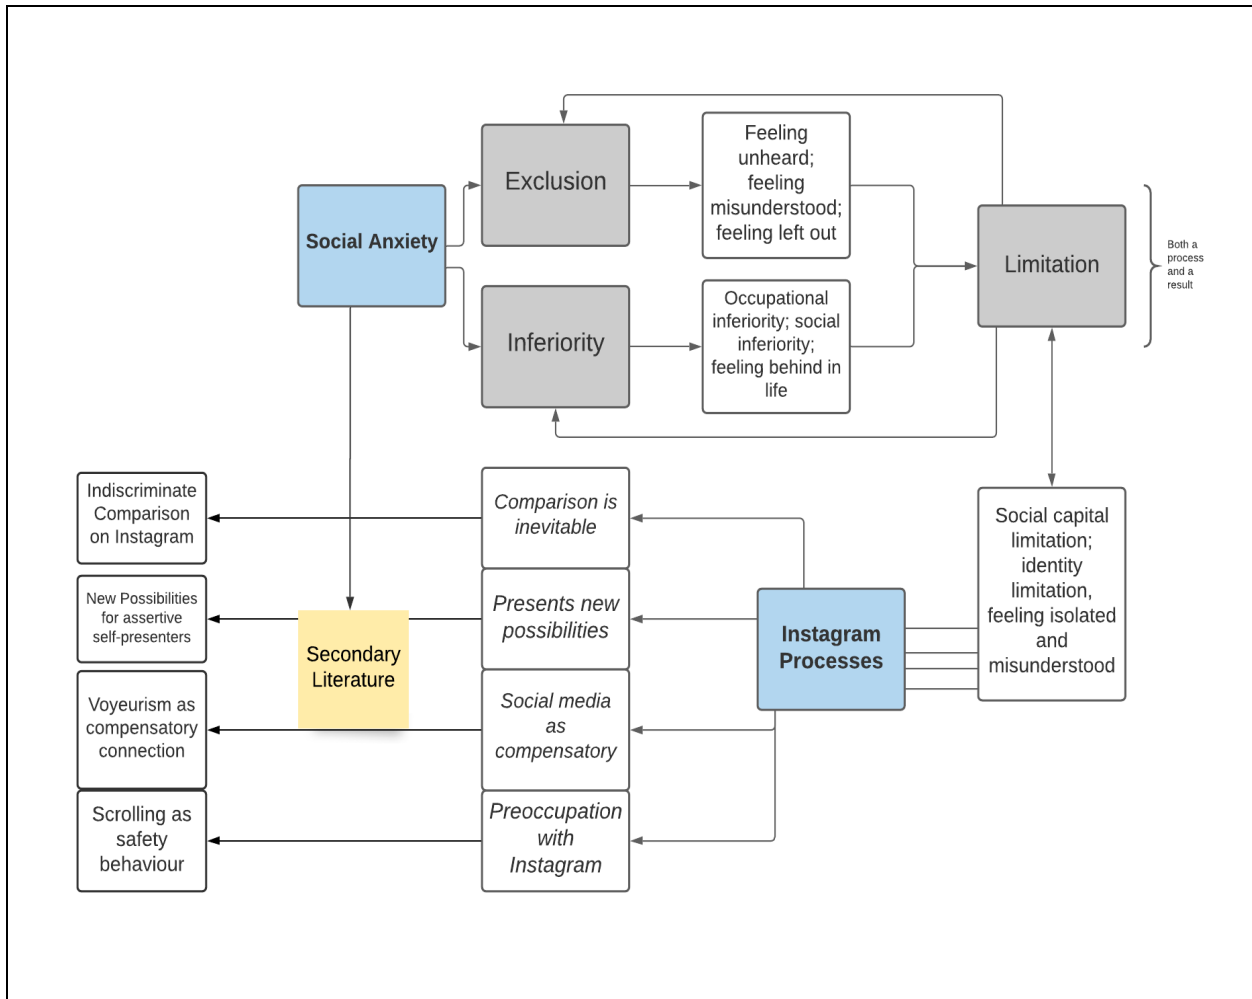 Social Anxiety
Exclusion
Feeling
unheard;
feeling
misunderstood;
feeling left out
Inferiority
Occupational
inferiority; social
inferiority;
feeling behind in
life
Limitation
Both a
process
and a
result
Indiscriminate
Comparison
on Instagram
Comparison is
inevitable
New Possibilities
for assertive
self-presenters
Secondary
Literature
Presents new
possibilities
Instagram
Processes
Social capital
limitation;
identity
limitation,
feeling isolated
and
misunderstood
Voyeurism as
compensatory
connection
Social media
as
compensatory
Scrolling as
safety
behaviour
Preoccupation
with
Instagram